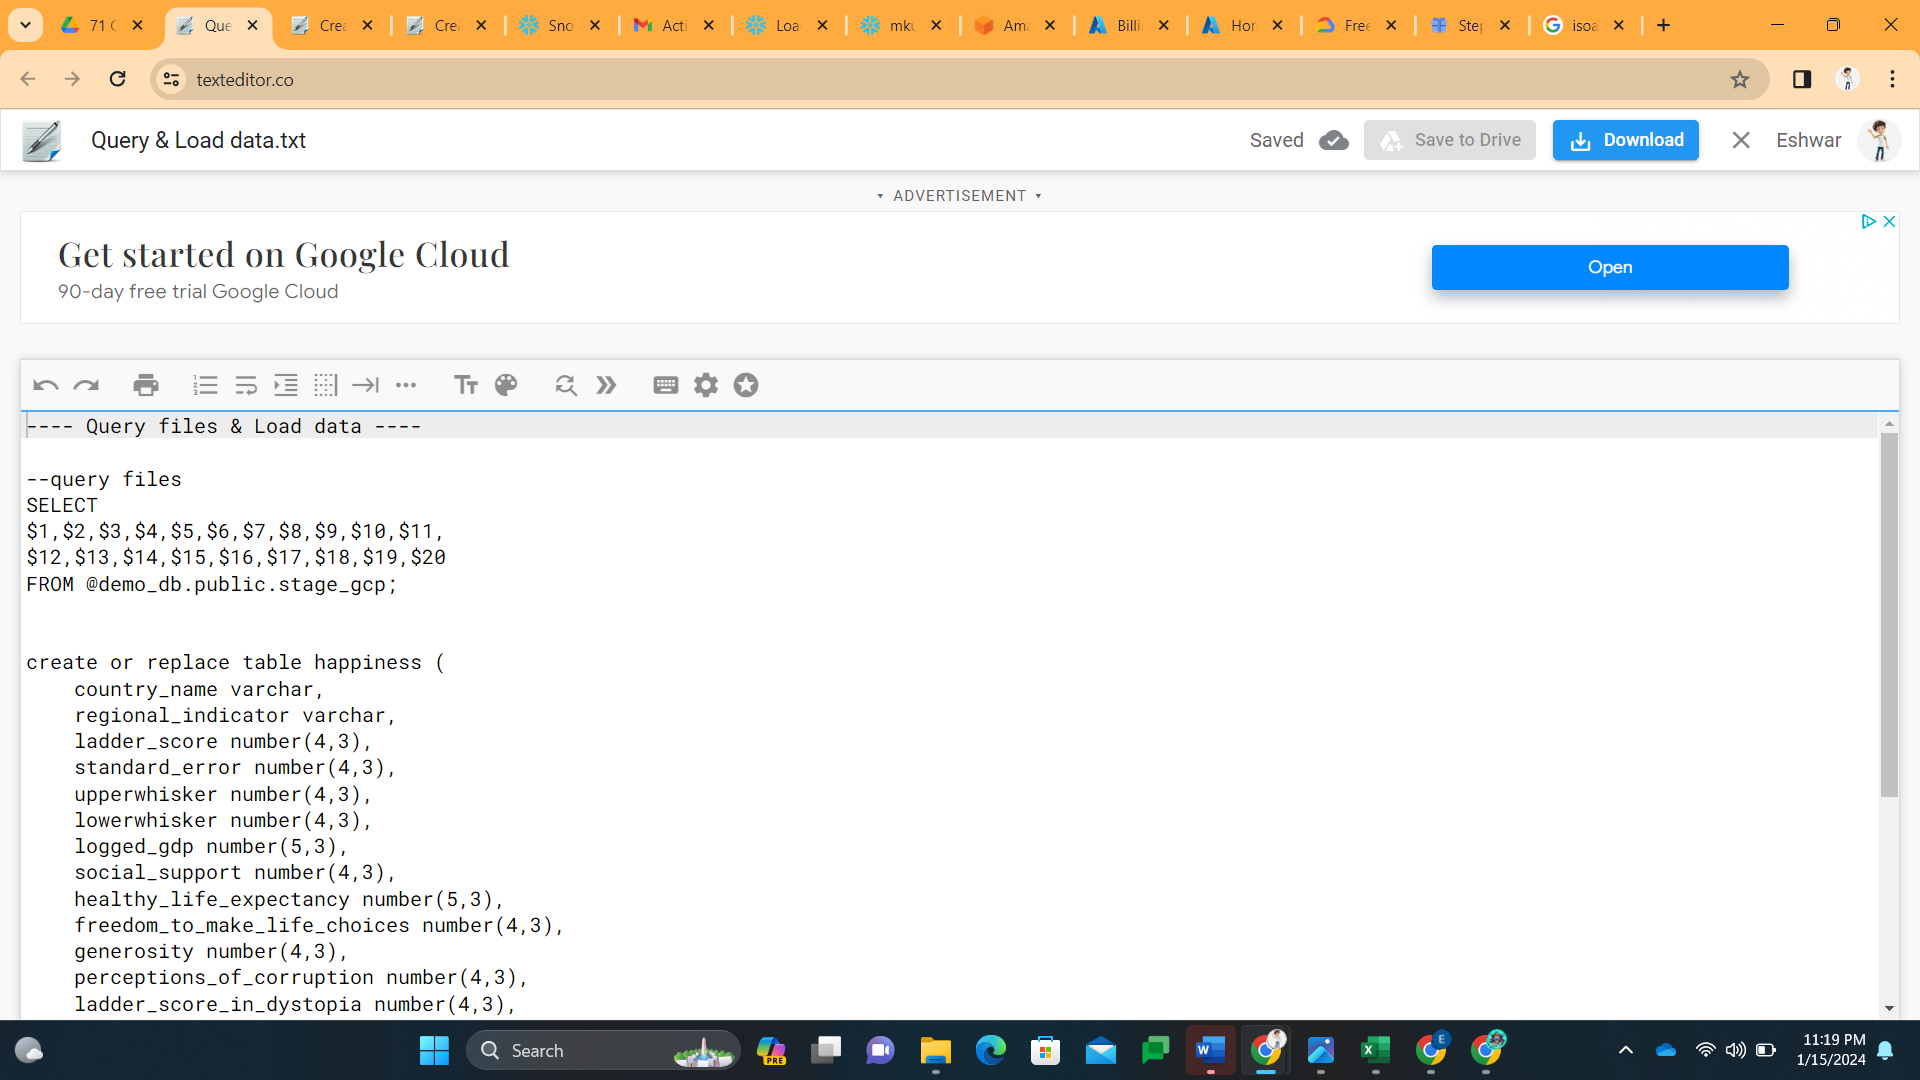 71 C
Que
Crea
Crea
Sno
Acti
Loa
mku
Ama
Billi
Hor
Free
Step
isoa
texteditor.co
Query & Load data.txt
Saved
Save to Drive
Download
Eshwar
ADVERTISEMENT
Get started on Google Cloud
90-day free trial Google Cloud
Open
---- Query files & Load data ----
--query files
SELECT
$1,$2,$3,$4,$5,$6,$7,$8,$9,$10,$11,
$12,$13,$14,$15,$16,$17,$18,$19,$20
FROM @demo_db.public.stage_gcp;
create or replace table happiness (
country_name varchar,
regional_indicator varchar,
ladder_score number(4,3),
standard_error number(4,3),
upperwhisker number(4,3),
lowerwhisker number(4,3),
logged_gdp number(5,3),
social_support number(4,3),
healthy_life_expectancy number(5,3),
freedom_to_make_life_choices number(4,3),
generosity number(4,3),
perceptions_of_corruption number(4,3),
ladder_score_in_dystopia number(4,3),
Search
PRE
11:19 PM
1/15/2024